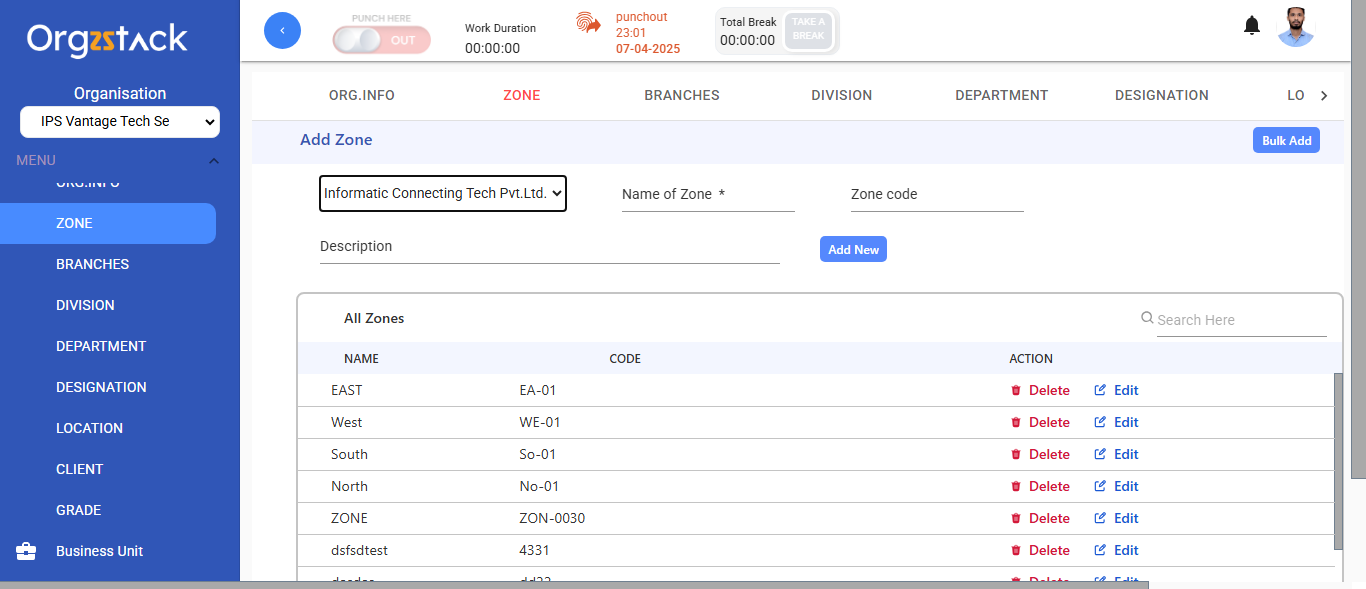 Orgzstack
Organisation
IPS Vantage Tech Se
MENU
ORG.INFO
ZONE
BRANCHES
DIVISION
DEPARTMENT
DESIGNATION
LOCATION
CLIENT
GRADE
Business Unit
PUNCH HERE
OUT
Work Duration
00:00:00
punchout
23:01
07-04-2025
Total Break
00:00:00
TAKE A
BREAK
ORG.INFO ZONE BRANCHES DIVISION DEPARTMENT DESIGNATION LO
Add Zone
Bulk Add
Informatic Connecting Tech Pvt.Ltd. Name of Zone * Zone code
Description
Add New
All Zones
Search Here
NAME CODE ACTION
EAST EA-01 Delete Edit
West WE-01 Delete Edit
South So-01 Delete Edit
North No-01 Delete Edit
ZONE ZON-0030 Delete Edit
dsfsdtest 4331 Delete Edit
Delete Edit